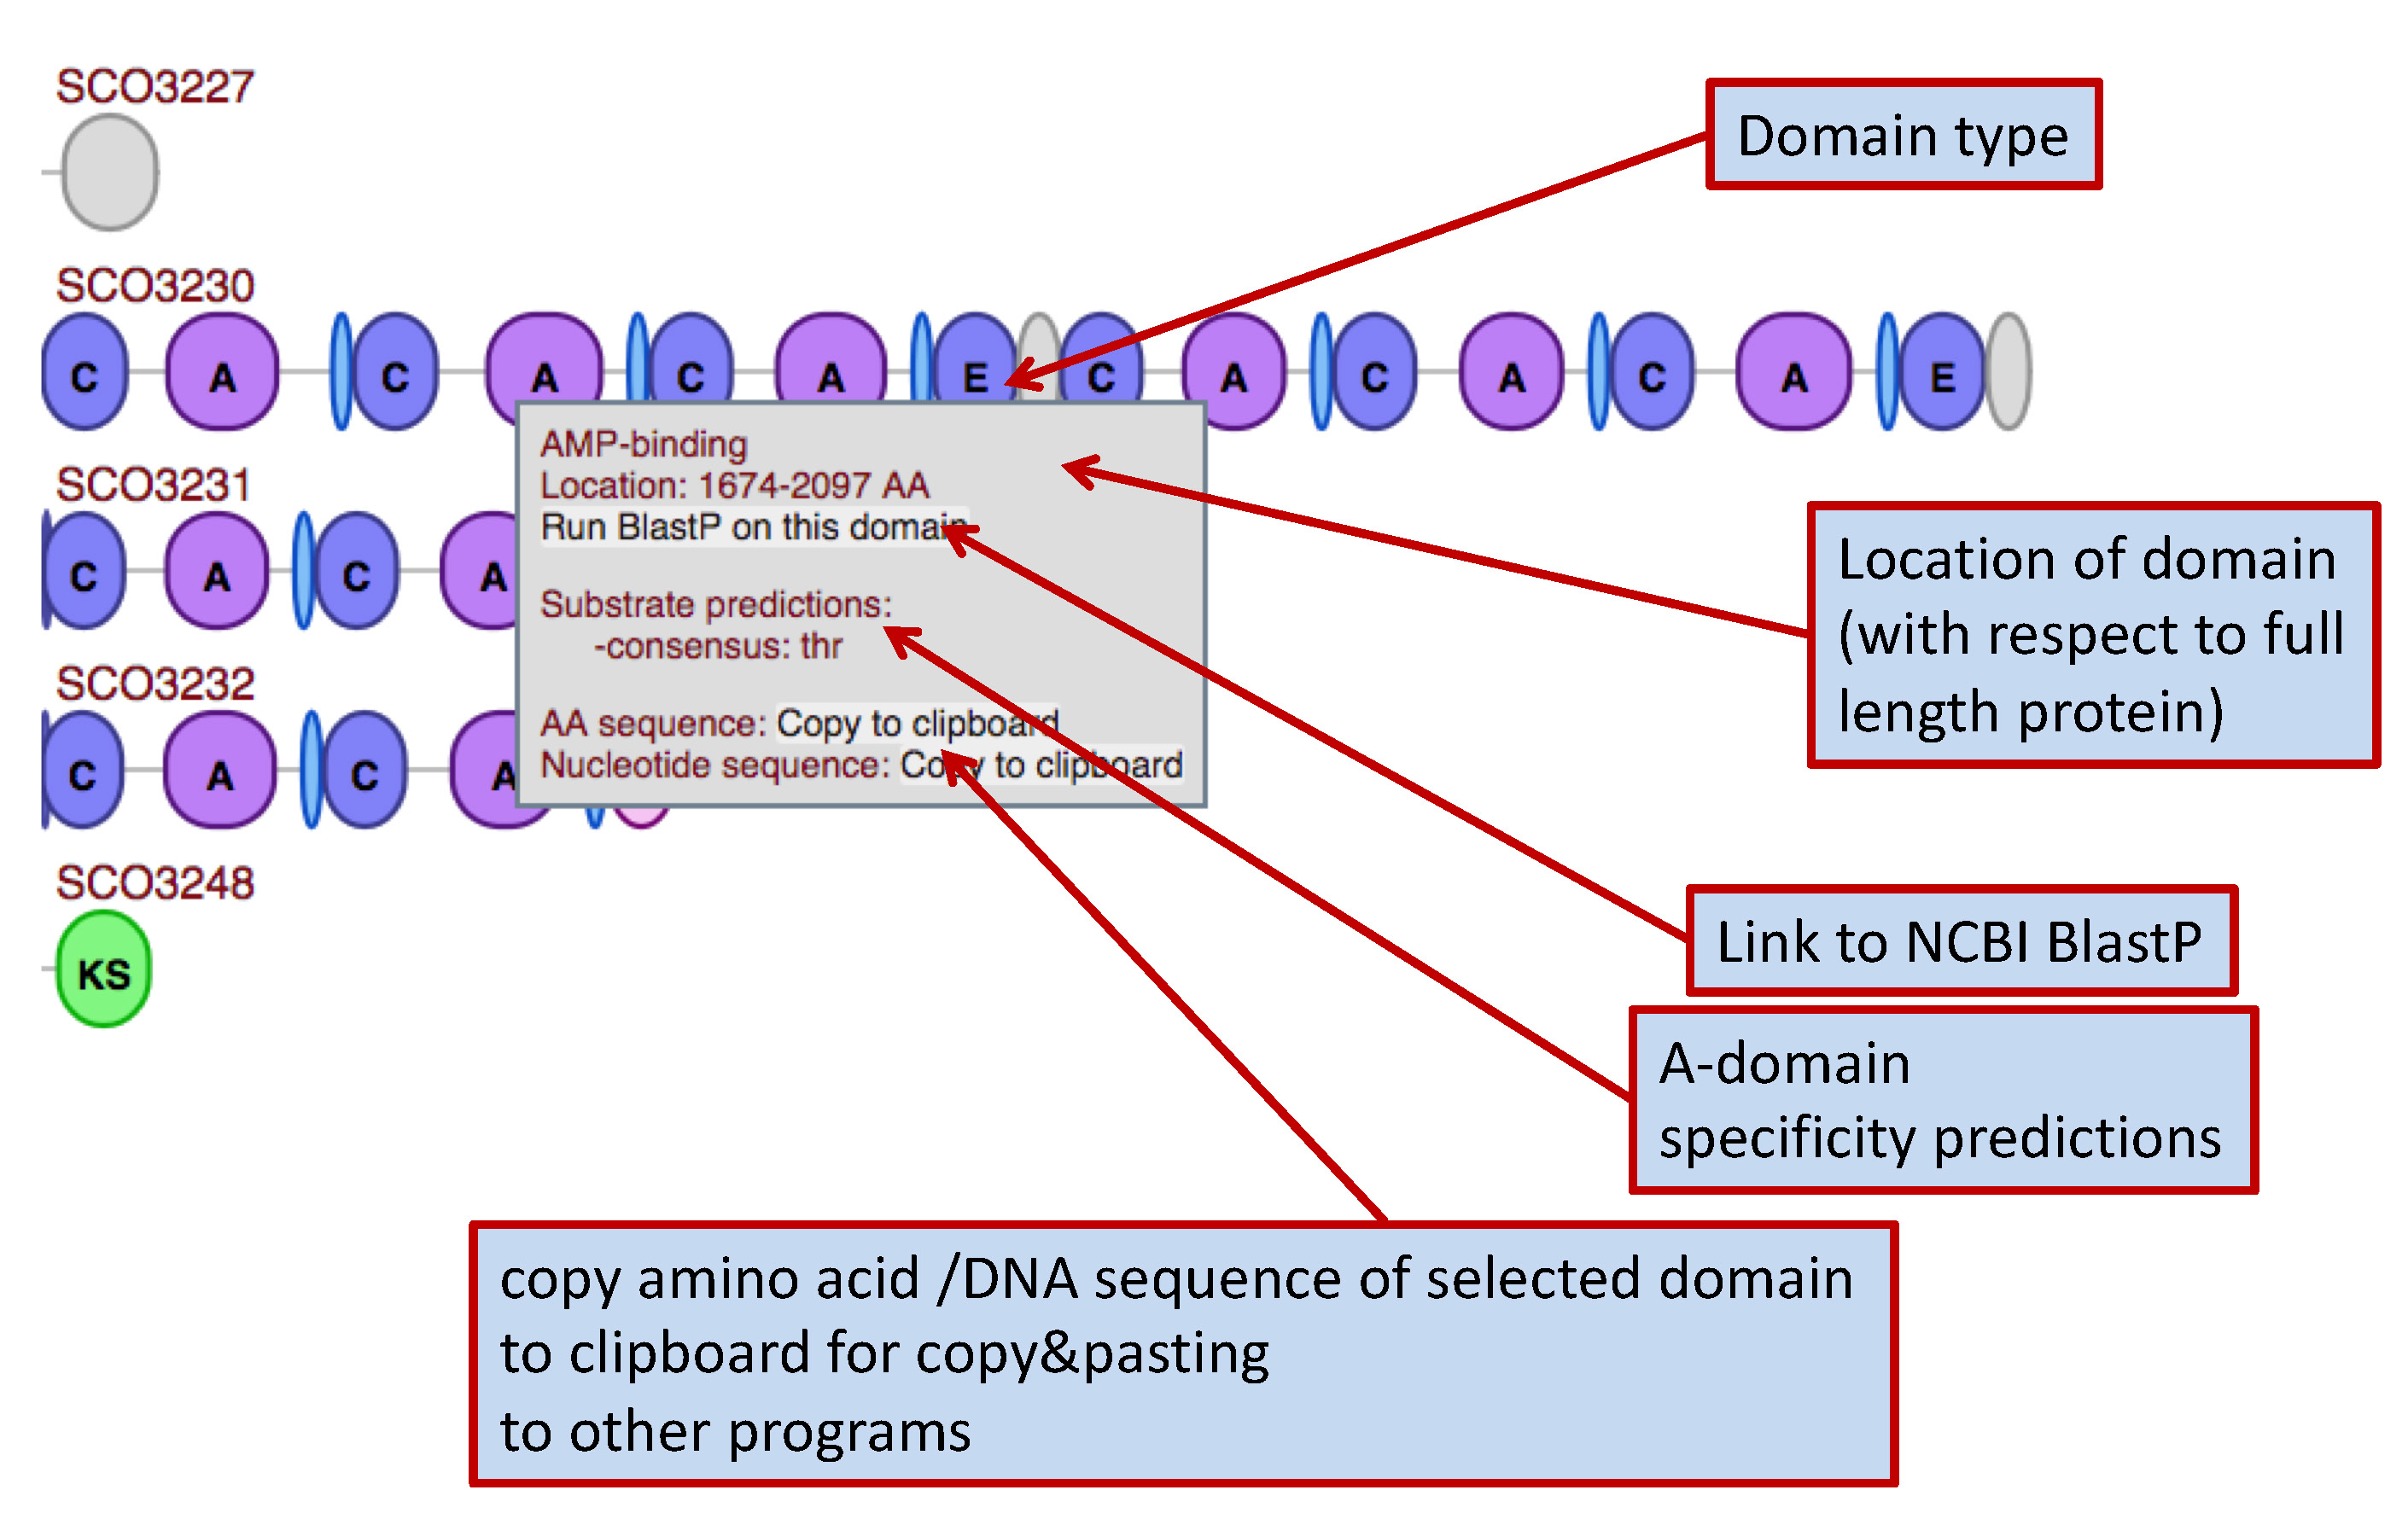 SCO3227
Domain type
SCO3230
C A C A C A E C A C A C A E
AMP-binding
Location: 1674-2097 AA
Run BlastP on this domain
Substrate predictions:
-consensus: thr
AA sequence: Copy to clipboard
Nucleotide sequence: Copy to clipboard
SCO3231
C A C A
SCO3232
C A C A
SCO3248
KS
Location of domain
(with respect to full
length protein)
Link to NCBI BlastP
A-domain
specificity predictions
copy amino acid /DNA sequence of selected domain
to clipboard for copy&pasting
to other programs